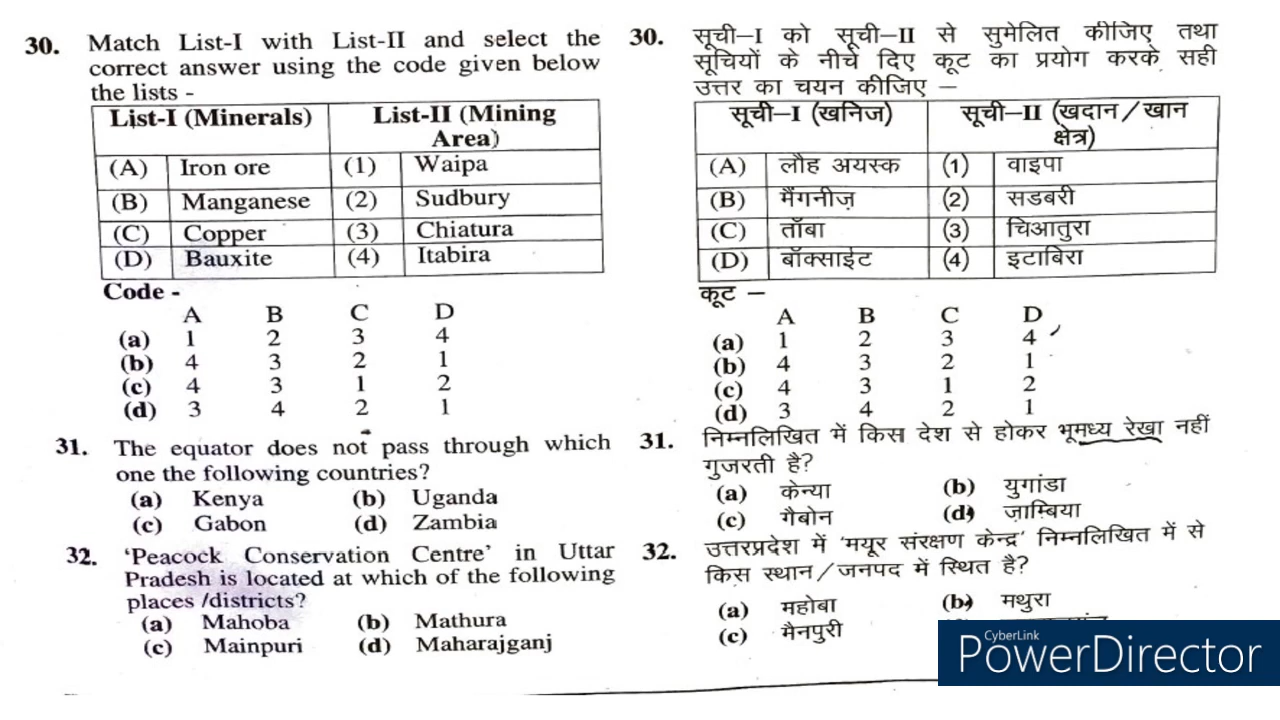 30. Match List-I with List-II and select the
correct answer using the code given below
the lists -
List-I (Minerals) List-II (Mining
Area)
(A) Iron ore (1) Waipa
(B) Manganese (2) Sudbury
(C) Copper (3) Chiatura
(D) Bauxite (4) Itabira
Code -
A B C D
(a) 1 2 3 4
(b) 4 3 2 1
(c) 4 3 1 2
(d) 3 4 2 1
31. The equator does not pass through which
one the following countries?
(a) Kenya (b) Uganda
(c) Gabon (d) Zambia
32. 'Peacock Conservation Centre' in Uttar
Pradesh is located at which of the following
places /districts?
(a) Mahoba (b) Mathura
(c) Mainpuri (d) Maharajganj
30. सूची–I को सूची–II से सुमेलित कीजिए तथा
सूचियों के नीचे दिए कूट का प्रयोग करके सही
उत्तर का चयन कीजिए –
सूची–I (खनिज) सूची–II (खदान/खान
क्षेत्र)
(A) लौह अयस्क (1) वाइपा
(B) मैंगनीज़ (2) सडबरी
(C) ताँबा (3) चिआतुरा
(D) बॉक्साईट (4) इटाबिरा
कूट –
A B C D
(a) 1 2 3 4
(b) 4 3 2 1
(c) 4 3 1 2
(d) 3 4 2 1
31. निम्नलिखित में किस देश से होकर भूमध्य रेखा नहीं
गुजरती है?
(a) केन्या (b) युगांडा
(c) गैबोन (d) ज़ाम्बिया
32. उत्तरप्रदेश में 'मयूर संरक्षण केन्द्र' निम्नलिखित में से
किस स्थान/जनपद में स्थित है?
(a) महोबा (b) मथुरा
(c) मैनपुरी
CyberLink
PowerDirector